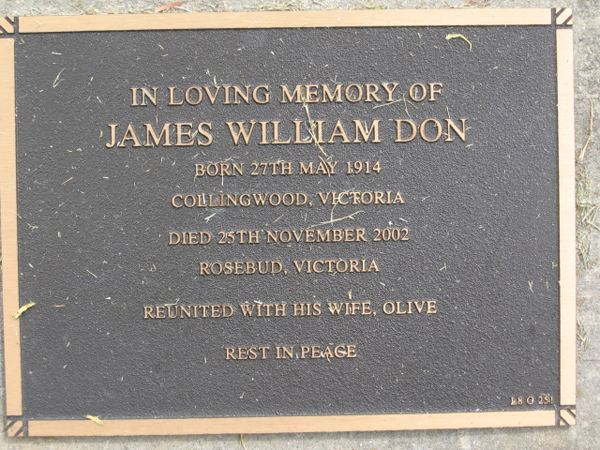 IN LOVING MEMORY OF
JAMES WILLIAM DON
BORN 27TH MAY 1914
COLLINGWOOD, VICTORIA
DIED 25TH NOVEMBER 2002
ROSEBUD, VICTORIA
REUNITED WITH HIS WIFE, OLIVE
REST IN PEACE